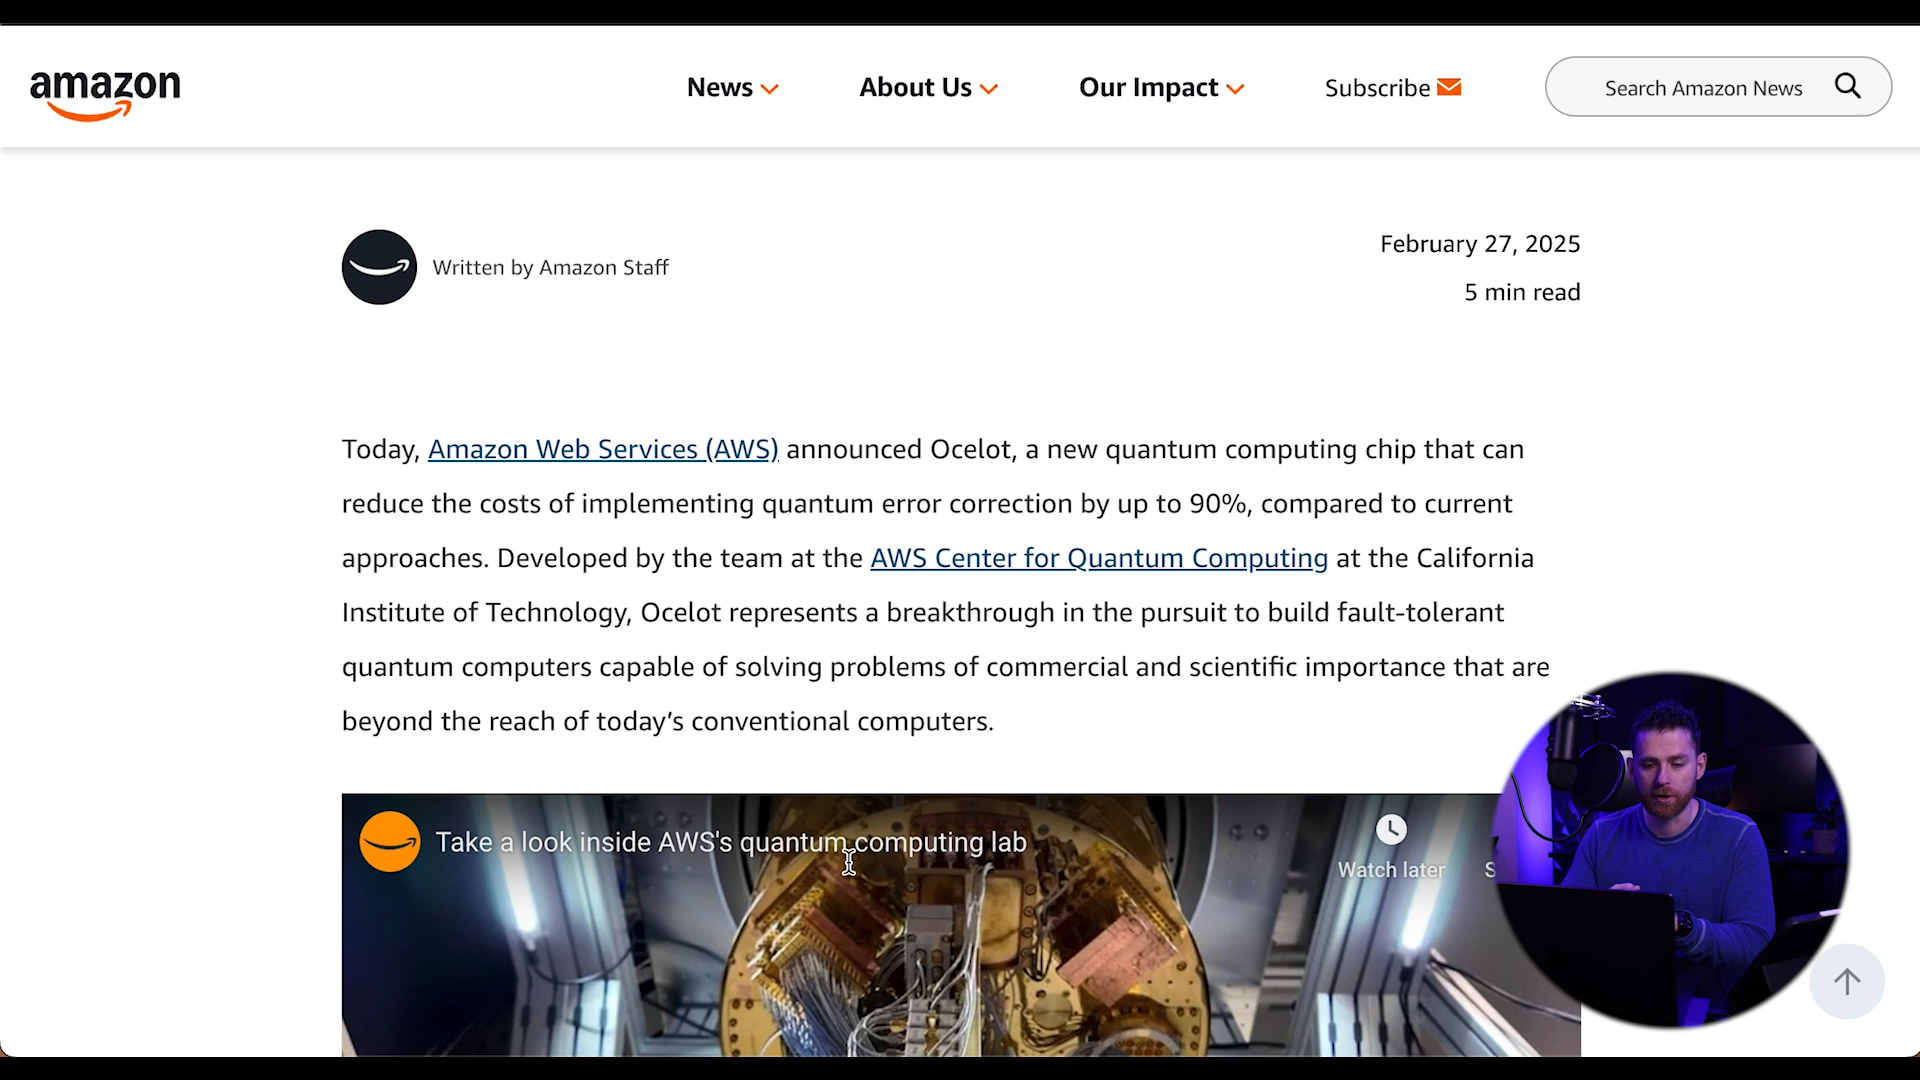 amazon
News
About Us
Our Impact
Subscribe
Search Amazon News
Written by Amazon Staff
February 27, 2025
5 min read
Today, Amazon Web Services (AWS) announced Ocelot, a new quantum computing chip that can
reduce the costs of implementing quantum error correction by up to 90%, compared to current
approaches. Developed by the team at the AWS Center for Quantum Computing at the California
Institute of Technology, Ocelot represents a breakthrough in the pursuit to build fault-tolerant
quantum computers capable of solving problems of commercial and scientific importance that are
beyond the reach of today’s conventional computers.
Take a look inside AWS's quantum computing lab
Watch later